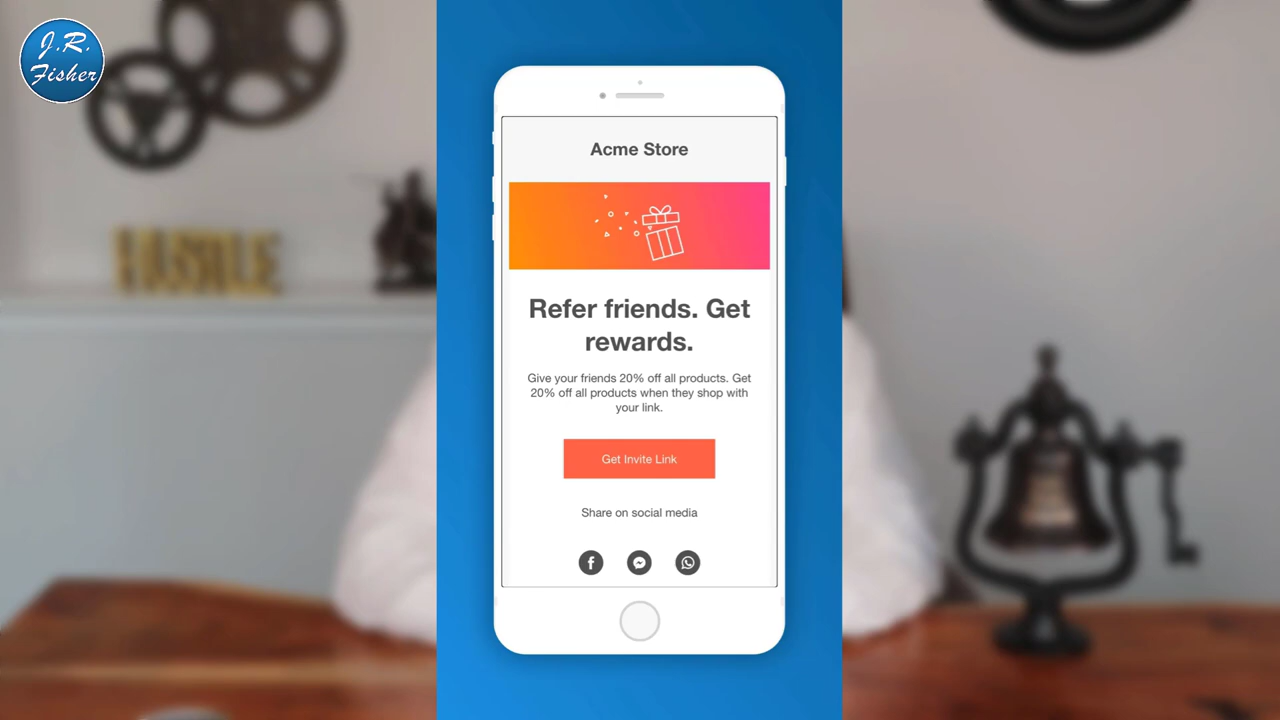 J.R.
Fisher
HUSTLE
Acme Store
Refer friends. Get
rewards.
Give your friends 20% off all products. Get
20% off all products when they shop with
your link.
Get Invite Link
Share on social media